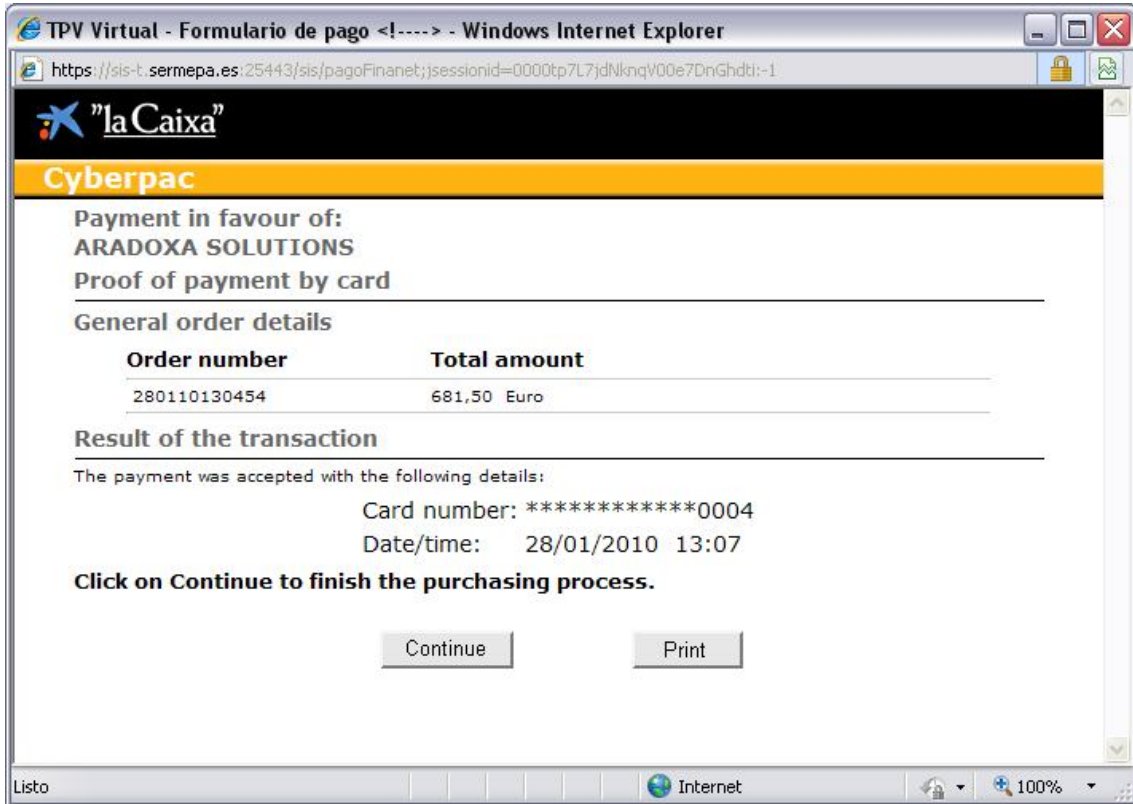 TPV Virtual - Formulario de pago <!----> - Windows Internet Explorer
https://sis-t.sermepa.es:25443/sis/pagoFinanet;jsessionid=0000tp7L7jdNknqV00e7DnGhdti:-1
"la Caixa"
Cyberpac
Payment in favour of:
ARADOXA SOLUTIONS
Proof of payment by card
General order details
Order number Total amount
280110130454 681,50 Euro
Result of the transaction
The payment was accepted with the following details:
Card number: ************0004
Date/time: 28/01/2010 13:07
Click on Continue to finish the purchasing process.
Continue Print
Listo Internet 100%